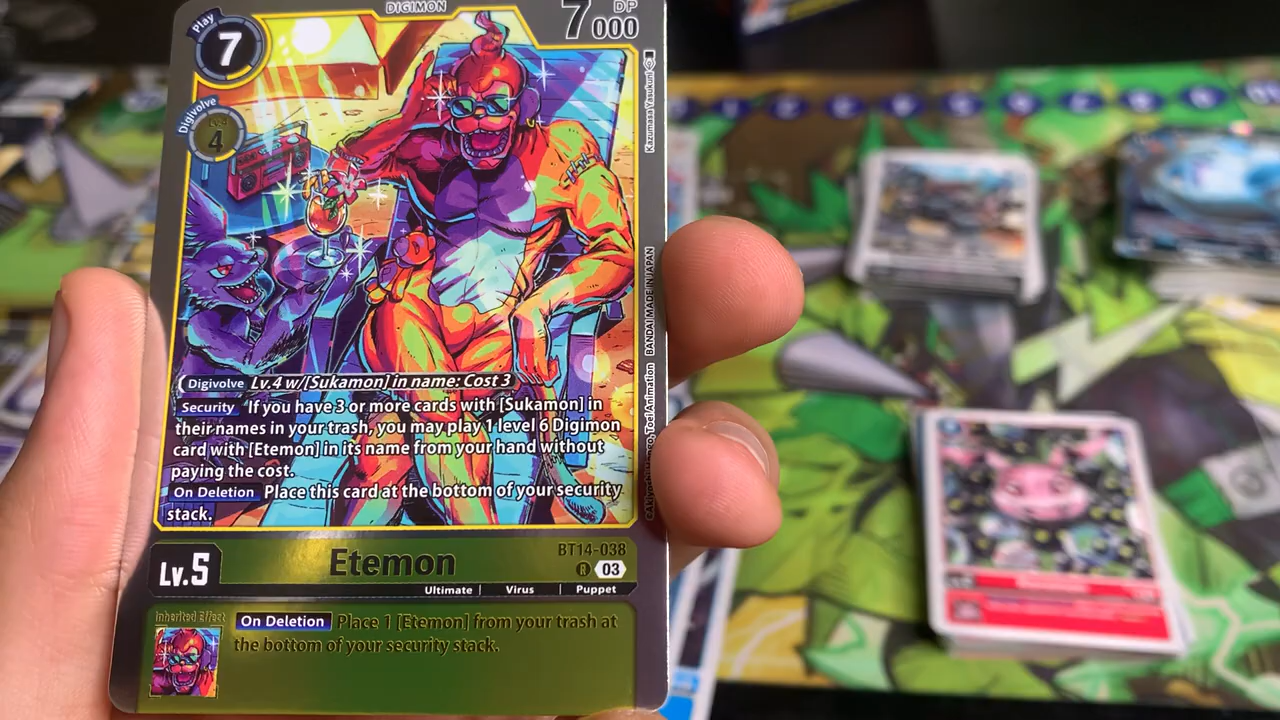 DIGIMON
Play
7
7000
DP
Digivolve
Lv.3
4
Kazumasa Yasukuni
BANDAI MADE IN JAPAN
Toei Animation
Digivolve Lv.4 w/[Sukamon] in name: Cost 3
Security If you have 3 or more cards with [Sukamon] in
their names in your trash, you may play 1 level 6 Digimon
card with [Etemon] in its name from your hand without
paying the cost.
On Deletion Place this card at the bottom of your security
stack.
Lv.5
Etemon
BT14-038
R 03
Ultimate | Virus | Puppet
Inherited Effect
On Deletion Place 1 [Etemon] from your trash at
the bottom of your security stack.